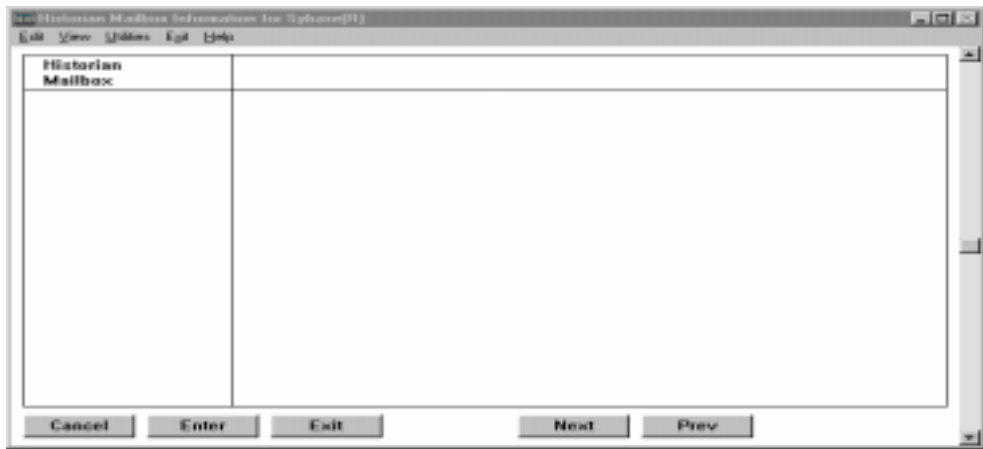 Historian Mailbox Information for Sybase(R)
Edit View Utilities Exit Help
Historian
Mailbox
Cancel Enter Exit Next Prev